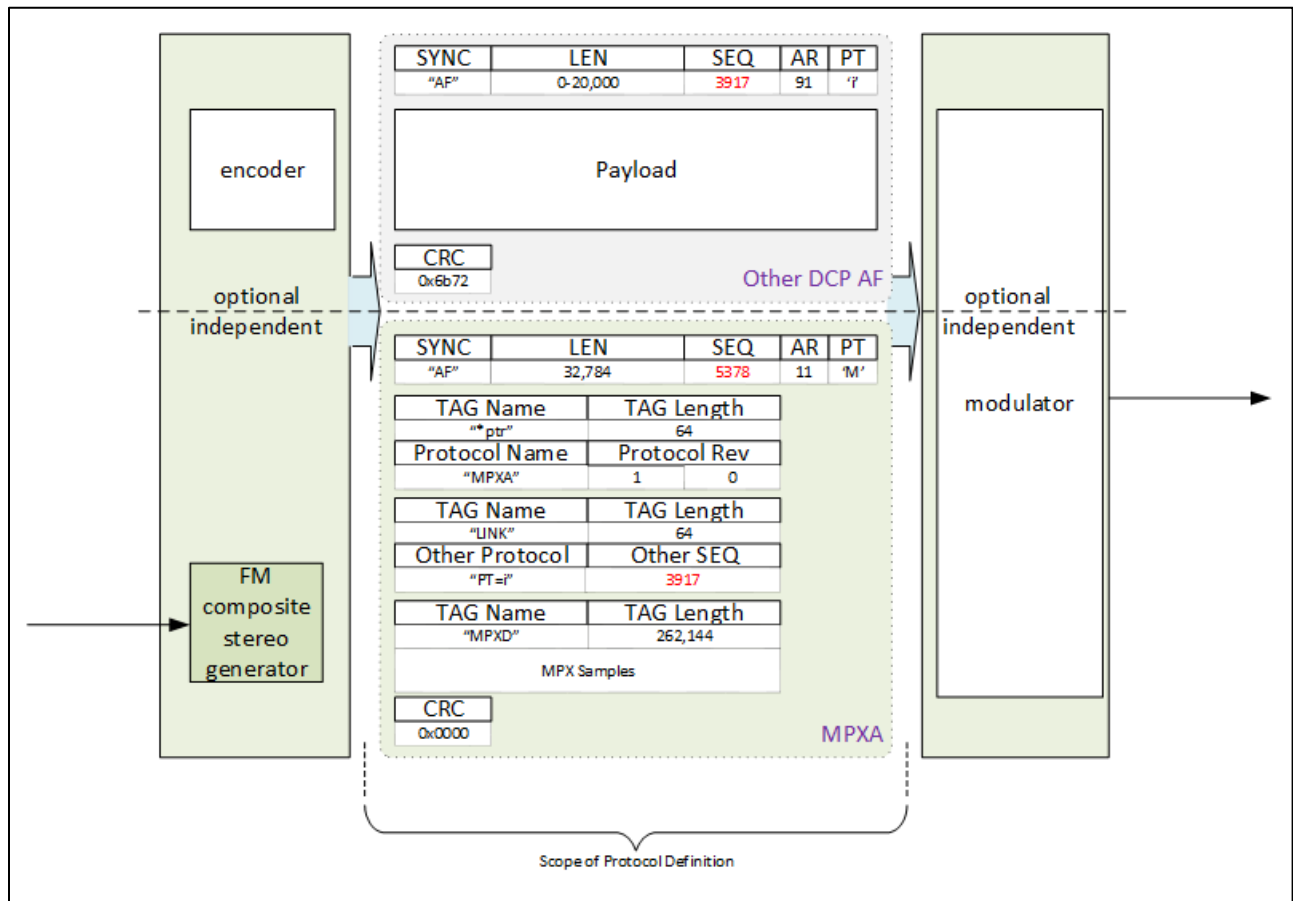 SYNC LEN SEQ AR PT
“AF” 0-20,000 3917 91 ‘i’
encoder
Payload
CRC
0x6b72
Other DCP AF
optional
independent
optional
independent
SYNC LEN SEQ AR PT
“AF” 32,784 5378 11 ‘M’
modulator
TAG Name TAG Length
“*ptr” 64
Protocol Name Protocol Rev
“MPXA” 1 0
TAG Name TAG Length
“LINK” 64
Other Protocol Other SEQ
“PT=i” 3917
FM
composite
stereo
generator
TAG Name TAG Length
“MPXD” 262,144
MPX Samples
CRC
0x0000
MPXA
Scope of Protocol Definition